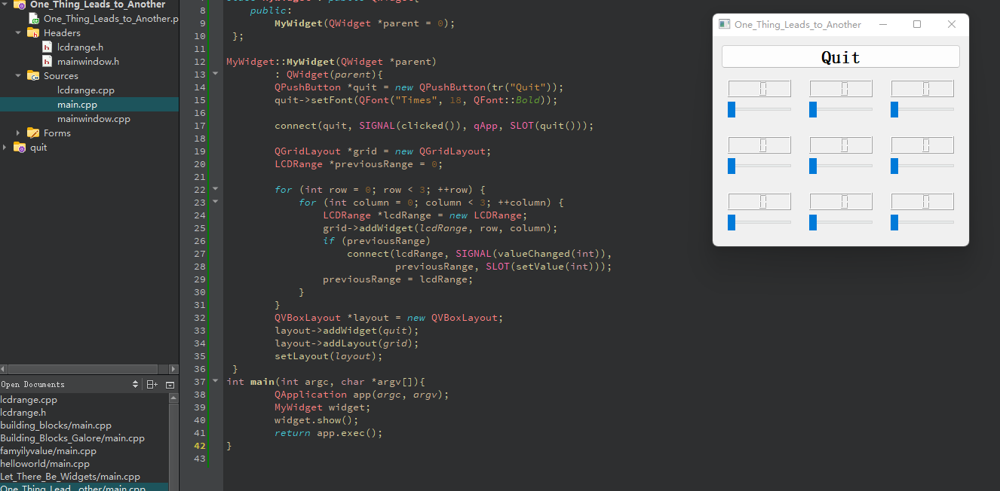 One_Thing_Leads_to_Another
One_Thing_Leads_to_Another.p
Headers
lcdrange.h
mainwindow.h
Sources
lcdrange.cpp
main.cpp
mainwindow.cpp
Forms
quit
Open Documents
lcdrange.cpp
lcdrange.h
building_blocks/main.cpp
Building_Blocks_Galore/main.cpp
famyilyvalue/main.cpp
helloworld/main.cpp
Let_There_Be_Widgets/main.cpp
One_Thing_Lead...other/main.cpp
8 public:
9 MyWidget(QWidget *parent = 0);
10 };
11
12 MyWidget::MyWidget(QWidget *parent)
13 : QWidget(parent){
14 QPushButton *quit = new QPushButton(tr("Quit"));
15 quit->setFont(QFont("Times", 18, QFont::Bold));
16
17 connect(quit, SIGNAL(clicked()), qApp, SLOT(quit()));
18
19 QGridLayout *grid = new QGridLayout;
20 LCDRange *previousRange = 0;
21
22 for (int row = 0; row < 3; ++row) {
23 for (int column = 0; column < 3; ++column) {
24 LCDRange *lcdRange = new LCDRange;
25 grid->addWidget(lcdRange, row, column);
26 if (previousRange)
27 connect(lcdRange, SIGNAL(valueChanged(int)),
28 previousRange, SLOT(setValue(int)));
29 previousRange = lcdRange;
30 }
31 }
32 QVBoxLayout *layout = new QVBoxLayout;
33 layout->addWidget(quit);
34 layout->addLayout(grid);
35 setLayout(layout);
36 }
37 int main(int argc, char *argv[]){
38 QApplication app(argc, argv);
39 MyWidget widget;
40 widget.show();
41 return app.exec();
42 }
43
One_Thing_Leads_to_Another
Quit
0 0 0
0 0 0
0 0 0